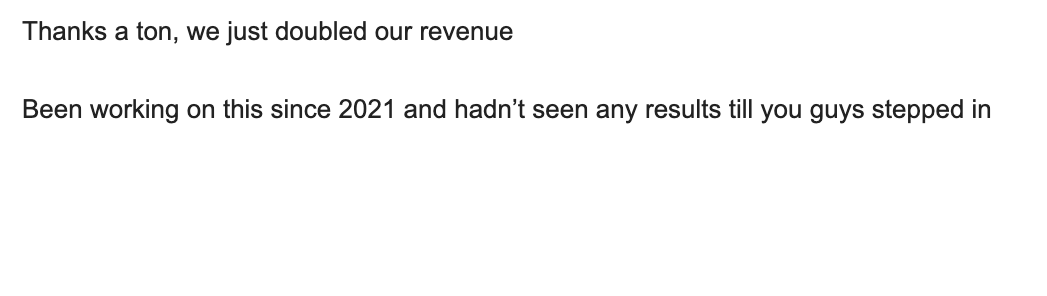 Thanks a ton, we just doubled our revenue
Been working on this since 2021 and hadn’t seen any results till you guys stepped in